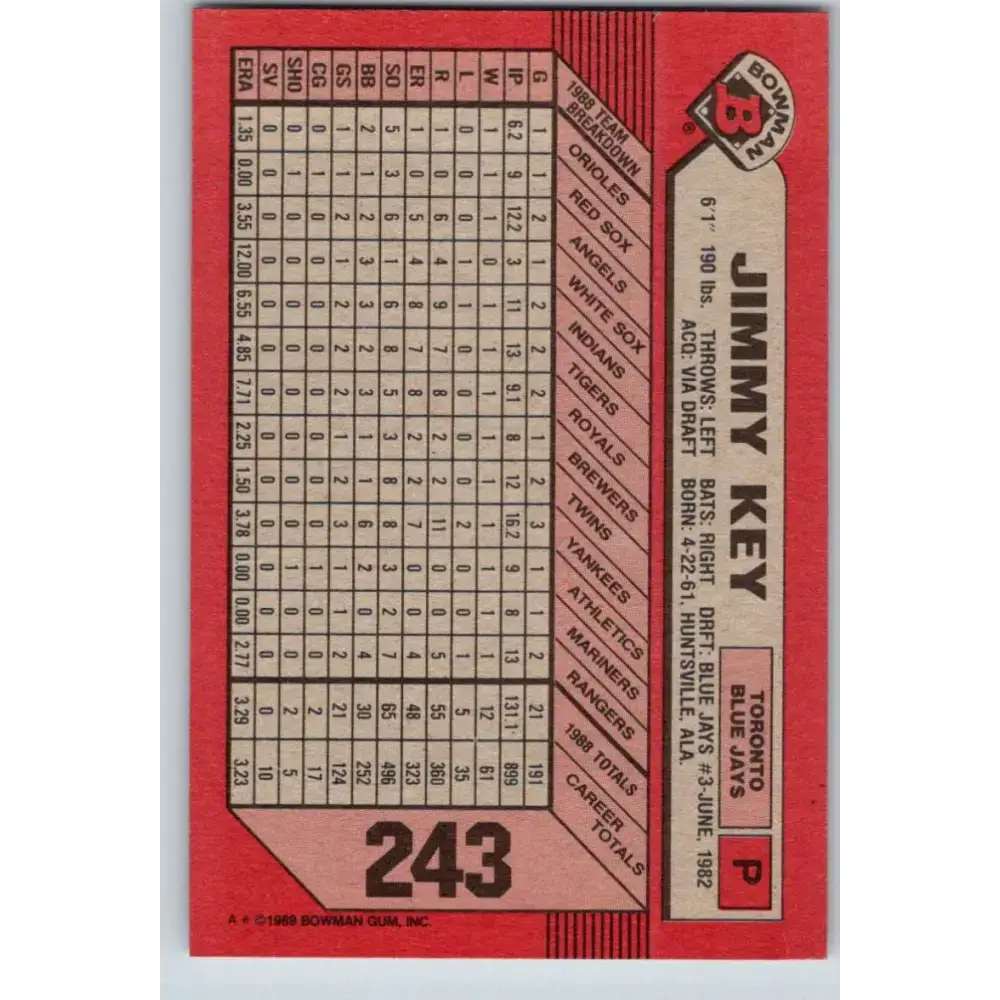 BOWMAN
B
®
JIMMY KEY
TORONTO
BLUE JAYS
P
6'1" 190 lbs. THROWS: LEFT BATS: RIGHT DRFT: BLUE JAYS #3-JUNE, 1982
ACQ: VIA DRAFT BORN: 4-22-61, HUNTSVILLE, ALA.
1988 TEAM BREAKDOWN ORIOLES RED SOX ANGELS WHITE SOX INDIANS TIGERS ROYALS BREWERS TWINS YANKEES ATHLETICS MARINERS RANGERS 1988 TOTALS CAREER TOTALS
G 1 1 2 1 2 2 2 1 2 3 1 1 2 21 191
IP 6.2 9 12.2 3 11 13 9.1 8 12 16.2 9 8 13 131.1 899
W 1 1 1 0 1 1 1 1 1 1 1 1 1 12 61
L 0 0 0 1 1 0 0 0 0 2 0 0 1 5 35
R 1 0 6 4 9 7 8 2 2 11 0 0 5 55 360
ER 1 0 5 4 8 7 8 2 2 7 0 0 4 48 323
SO 5 3 6 1 6 8 5 3 8 8 3 2 7 65 496
BB 2 1 2 0 3 2 3 1 2 6 2 0 4 30 252
GS 1 1 2 1 2 2 2 1 2 3 1 1 2 21 124
CG 0 1 0 0 0 0 0 0 0 0 1 0 0 2 17
SHO 0 1 0 0 0 0 0 0 0 0 1 0 0 2 5
SV 0 0 0 0 0 0 0 0 0 0 0 0 0 0 10
ERA 1.35 0.00 3.55 12.00 6.55 4.85 7.71 2.25 1.50 3.78 0.00 0.00 2.77 3.29 3.23
243
A * ©1989 BOWMAN GUM, INC.